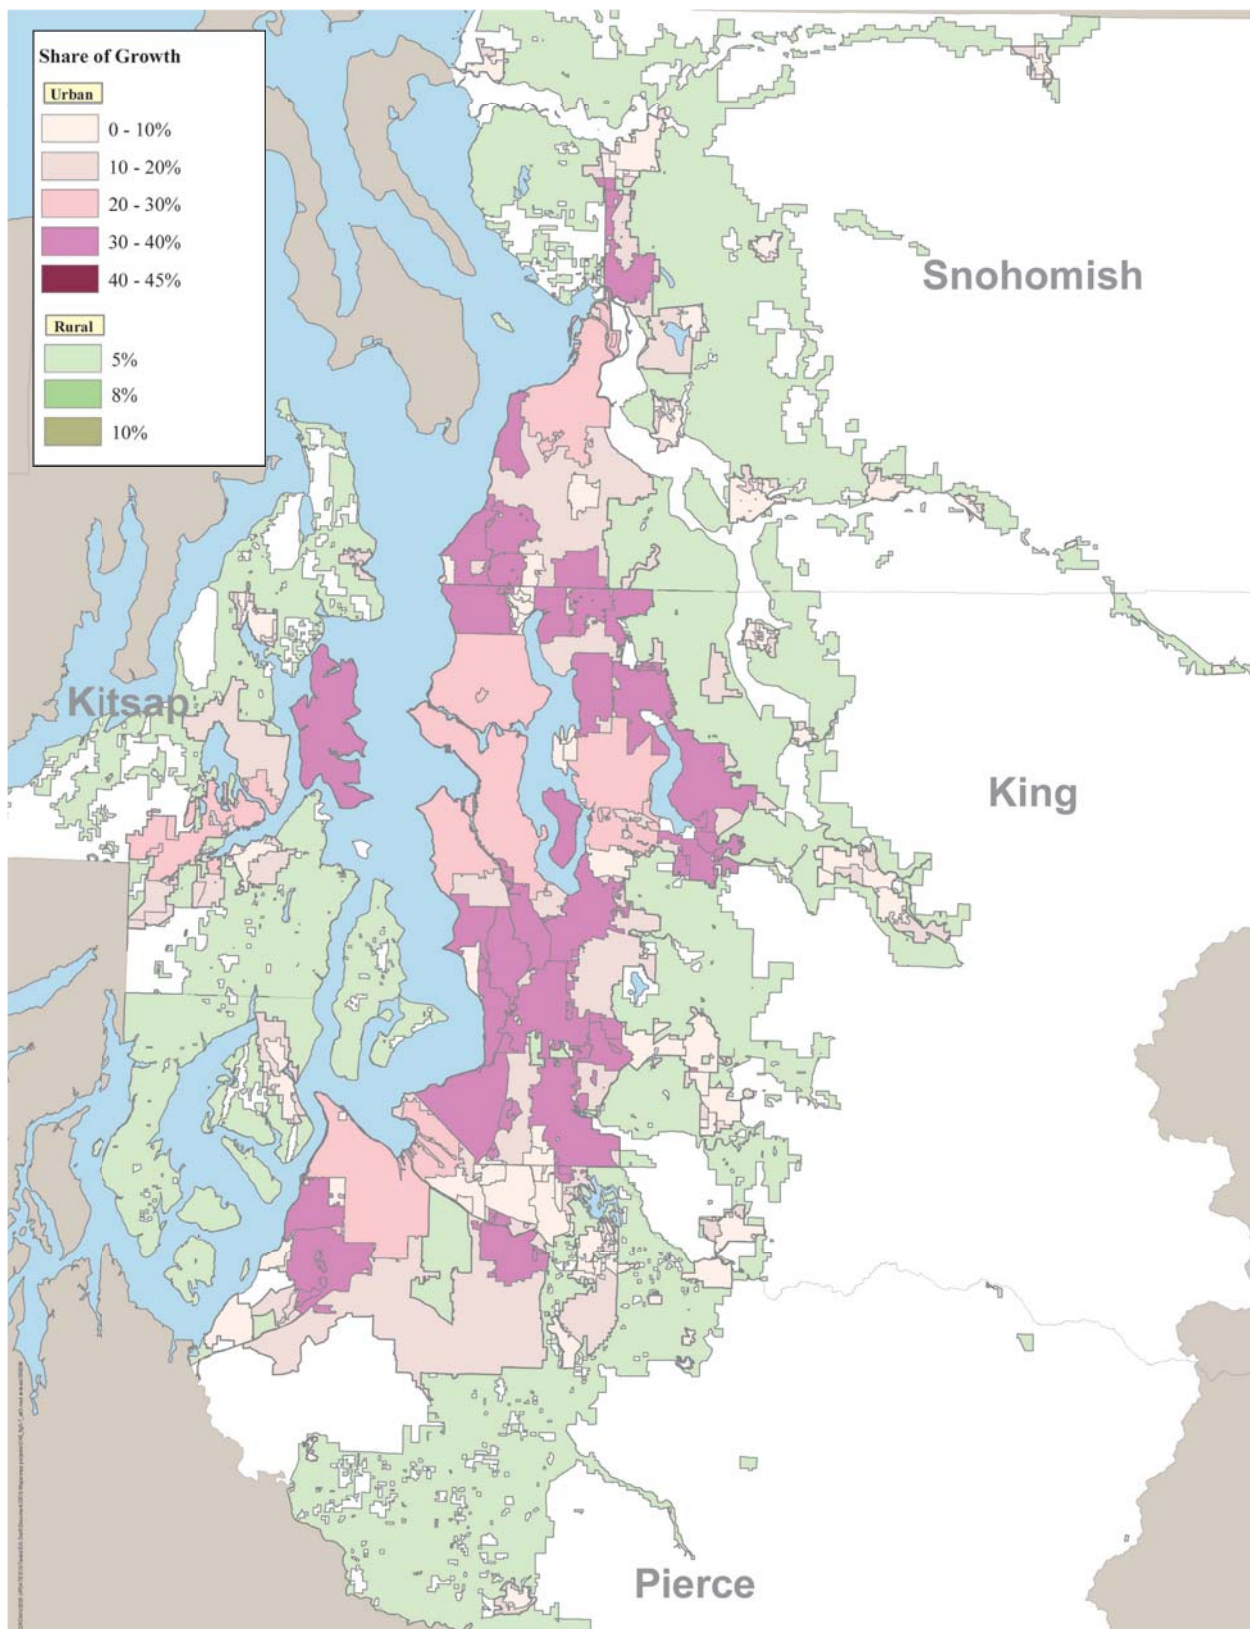 Share of Growth
Urban
0 - 10%
10 - 20%
20 - 30%
30 - 40%
40 - 45%
Rural
5%
8%
10%
Snohomish
Kitsap
King
Pierce